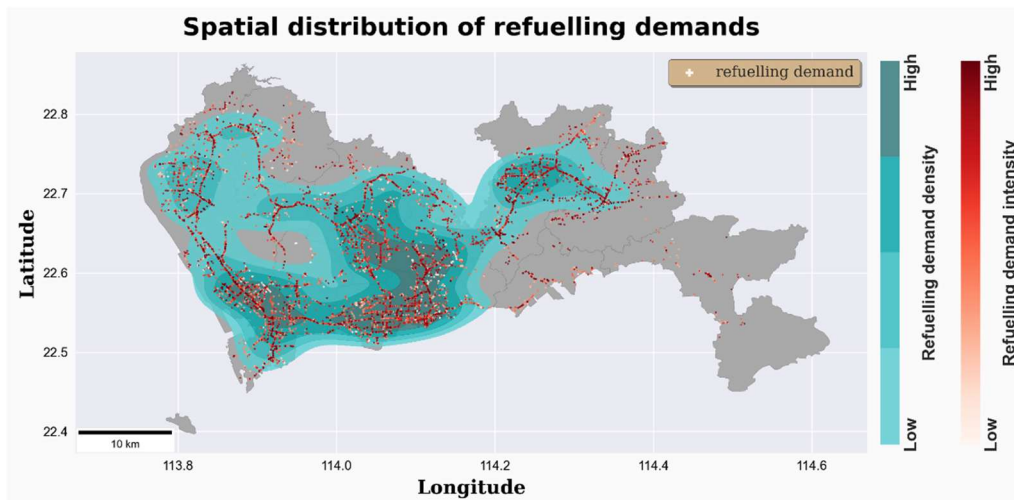 Spatial distribution of refuelling demands
refuelling demand
22.8
22.7
22.6
22.5
22.4
Latitude
10 km
113.8
114.0
114.2
114.4
114.6
Longitude
High
Refuelling demand density
Low
High
Refuelling demand intensity
Low